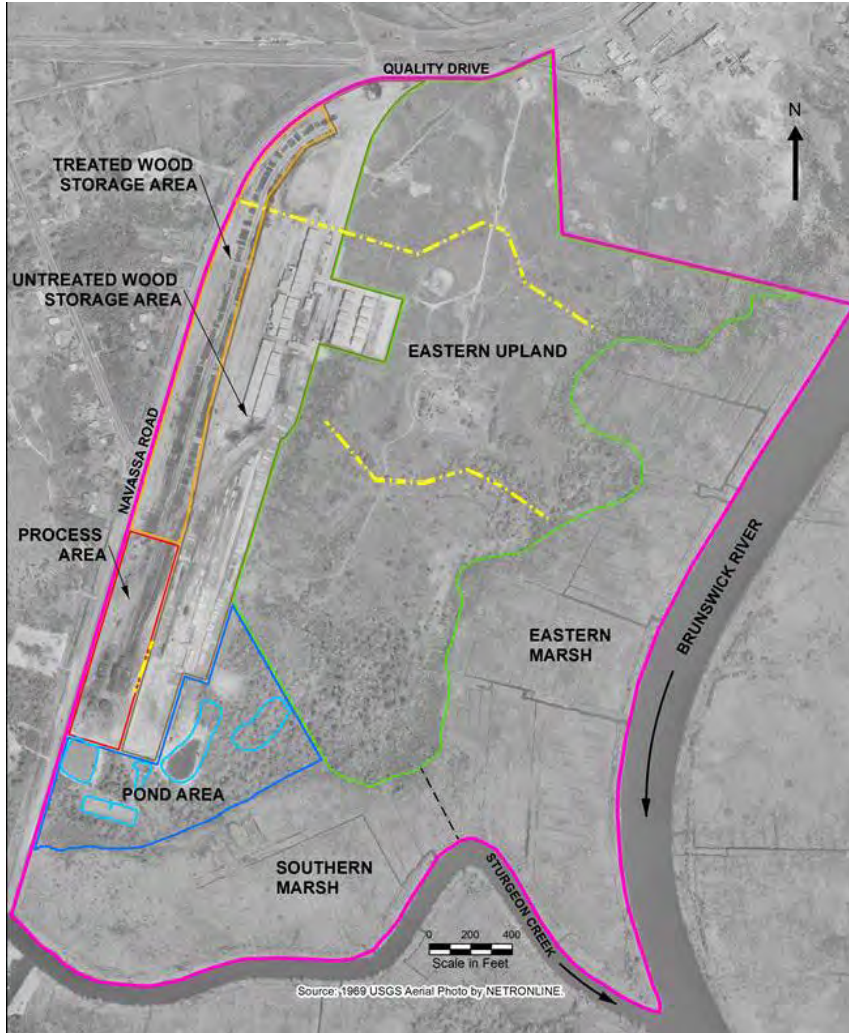 QUALITY DRIVE
N
TREATED WOOD
STORAGE AREA
UNTREATED WOOD
STORAGE AREA
EASTERN UPLAND
NAVASSA ROAD
PROCESS
AREA
BRUNSWICK RIVER
EASTERN
MARSH
POND AREA
SOUTHERN
MARSH
STURGEON CREEK
0 200 400
Scale in Feet
Source: 1969 USGS Aerial Photo by NETRONLINE.